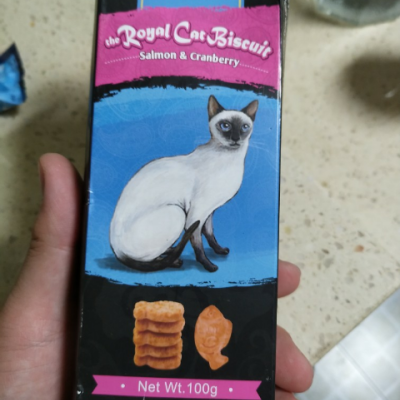 the Royal Cat Biscuit
Salmon & Cranberry
Net Wt.100g